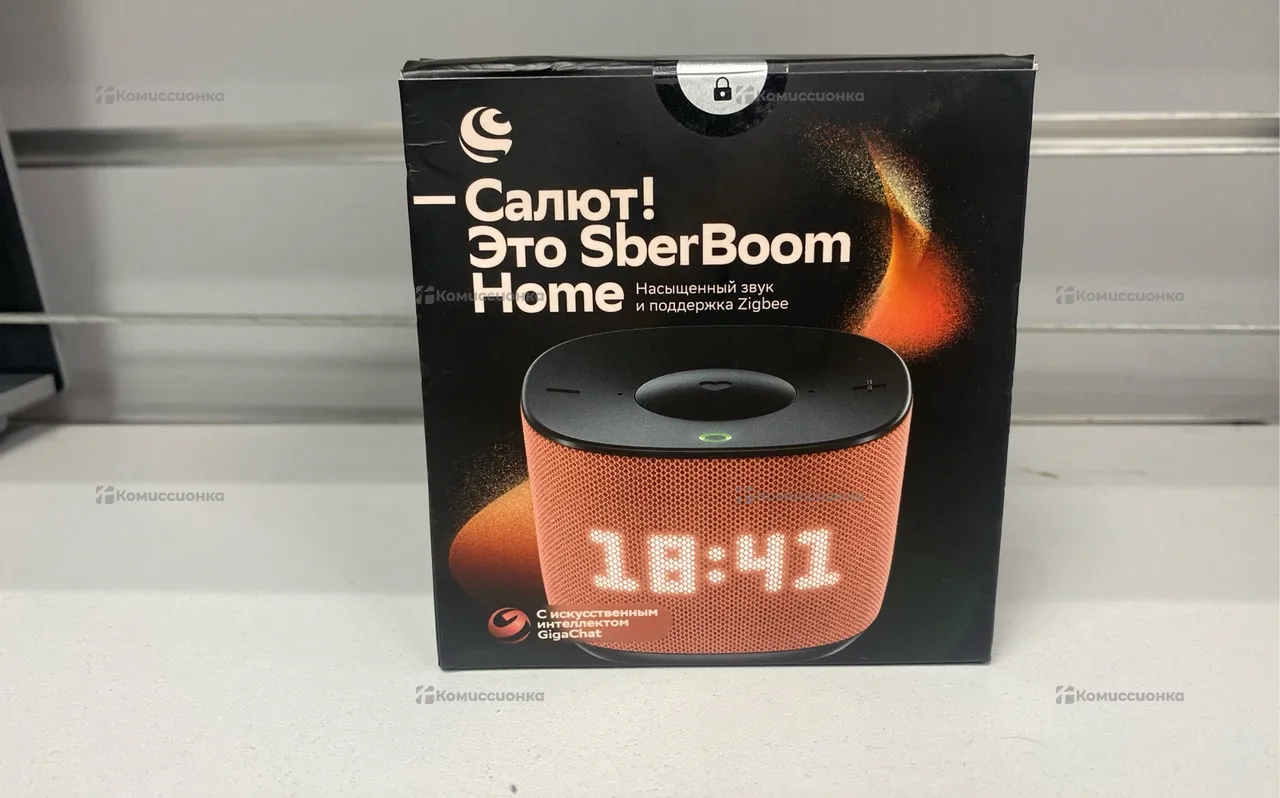 Комиссионка
Комиссионка
— Салют!
Это SberBoom
Home
Насыщенный звук
и поддержка Zigbee
Комиссионка
Комиссионка
18:41
Комиссионка
Комиссионка
С искусственным
интеллектом
GigaChat
Комиссионка
Комиссионка